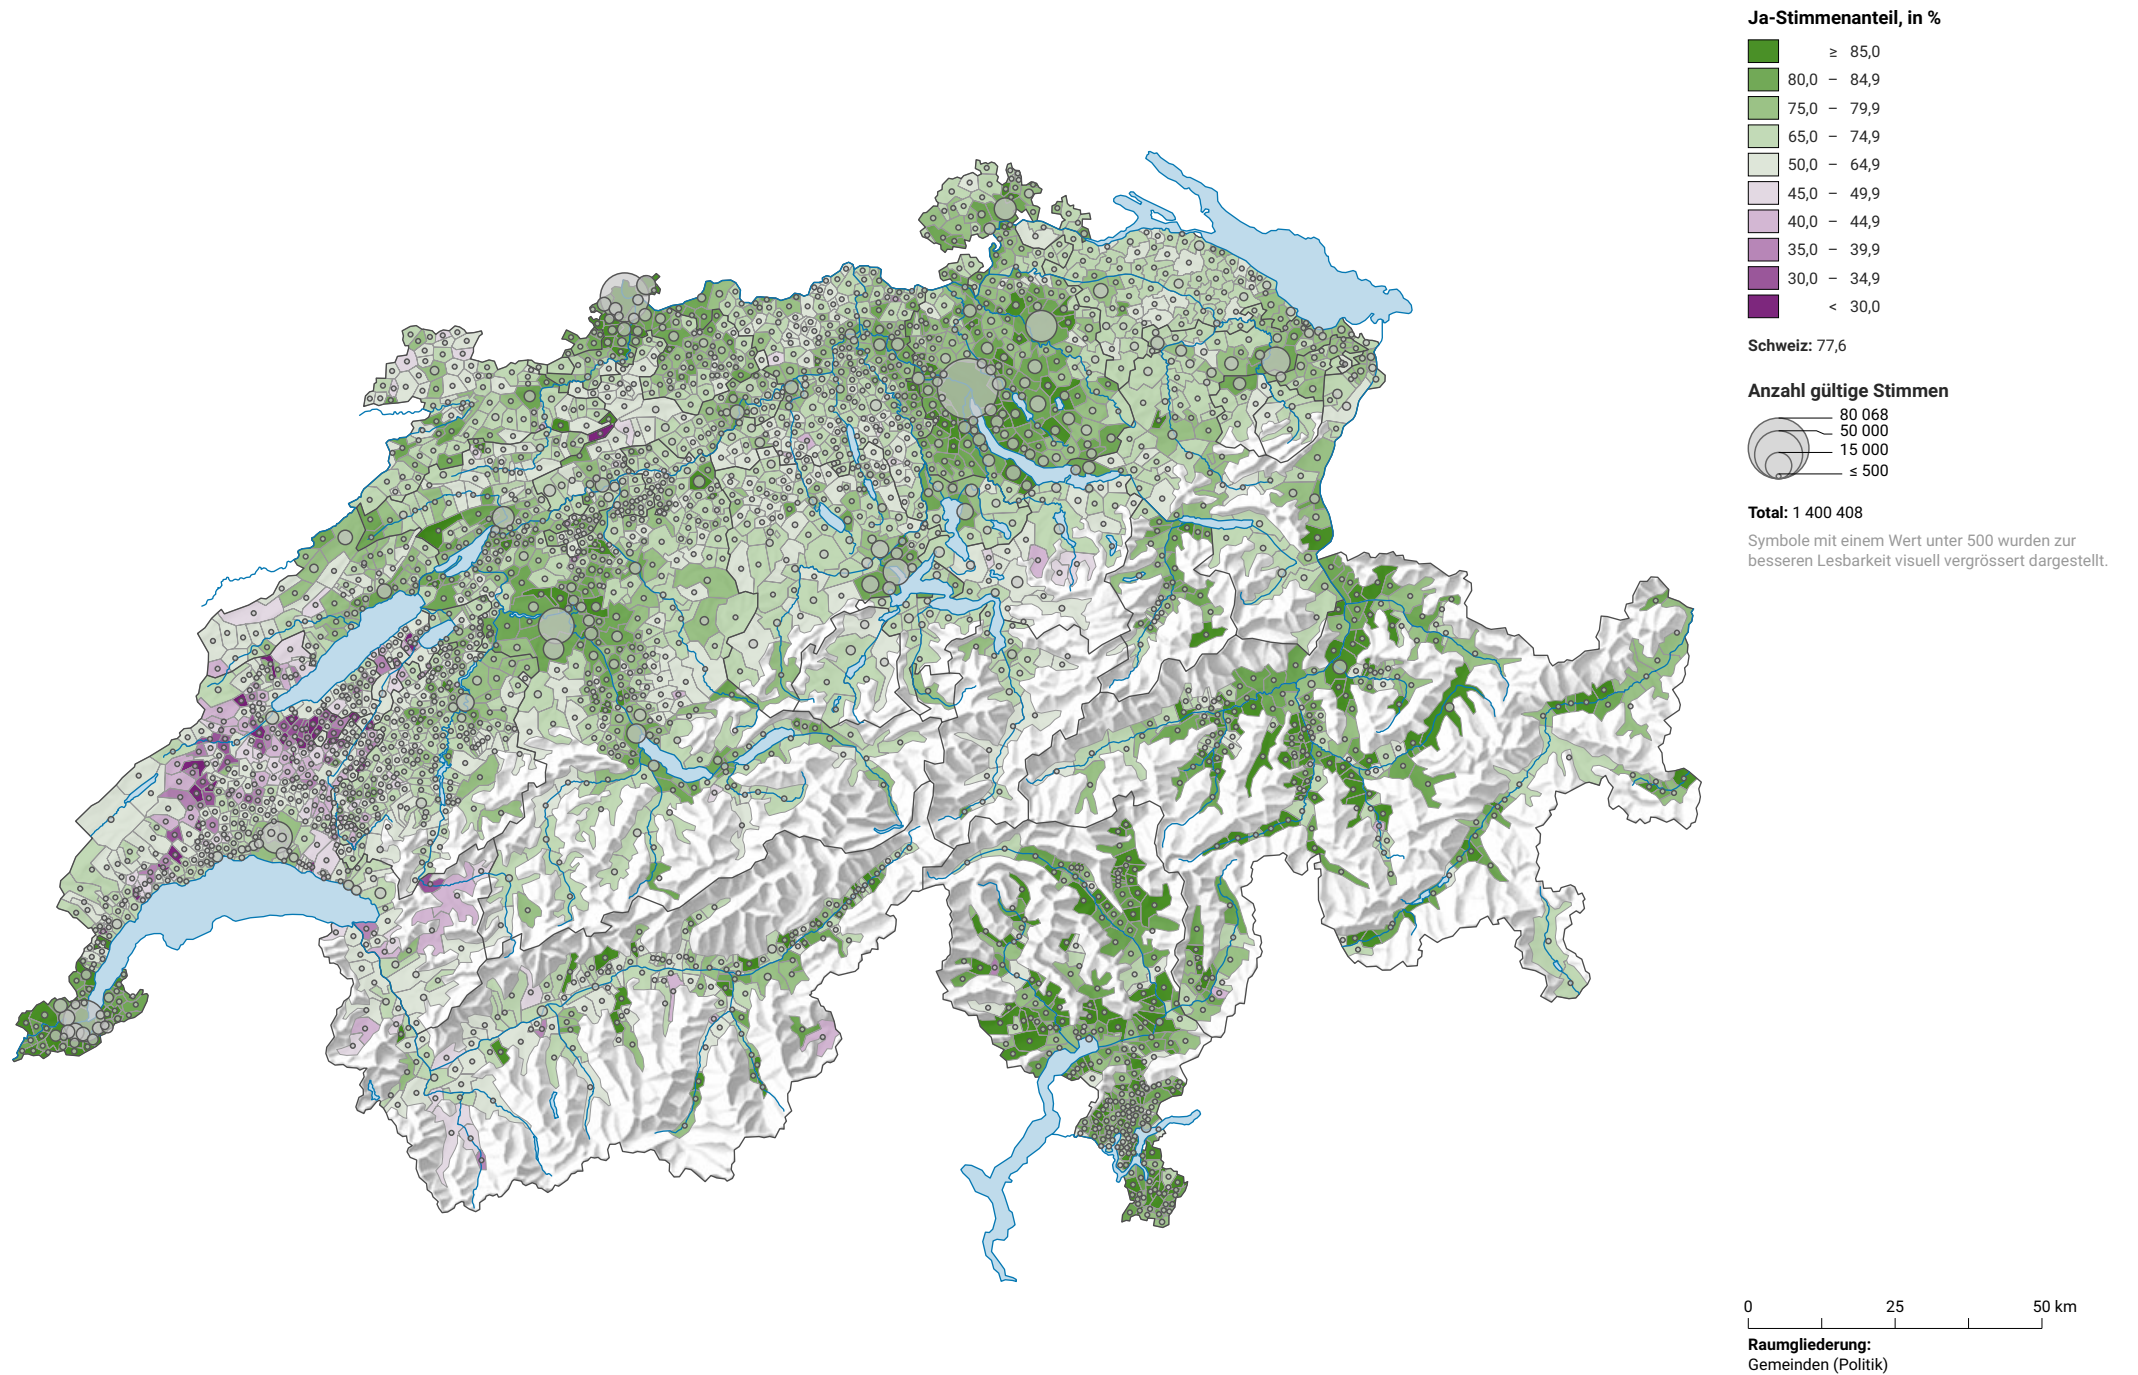 Ja-Stimmenanteil, in %
≥ 85,0
80,0 – 84,9
75,0 – 79,9
65,0 – 74,9
50,0 – 64,9
45,0 – 49,9
40,0 – 44,9
35,0 – 39,9
30,0 – 34,9
< 30,0
Schweiz: 77,6
Anzahl gültige Stimmen
80 068
50 000
15 000
≤ 500
Total: 1 400 408
Symbole mit einem Wert unter 500 wurden zur
besseren Lesbarkeit visuell vergrössert dargestellt.
0 25 50 km
Raumgliederung:
Gemeinden (Politik)